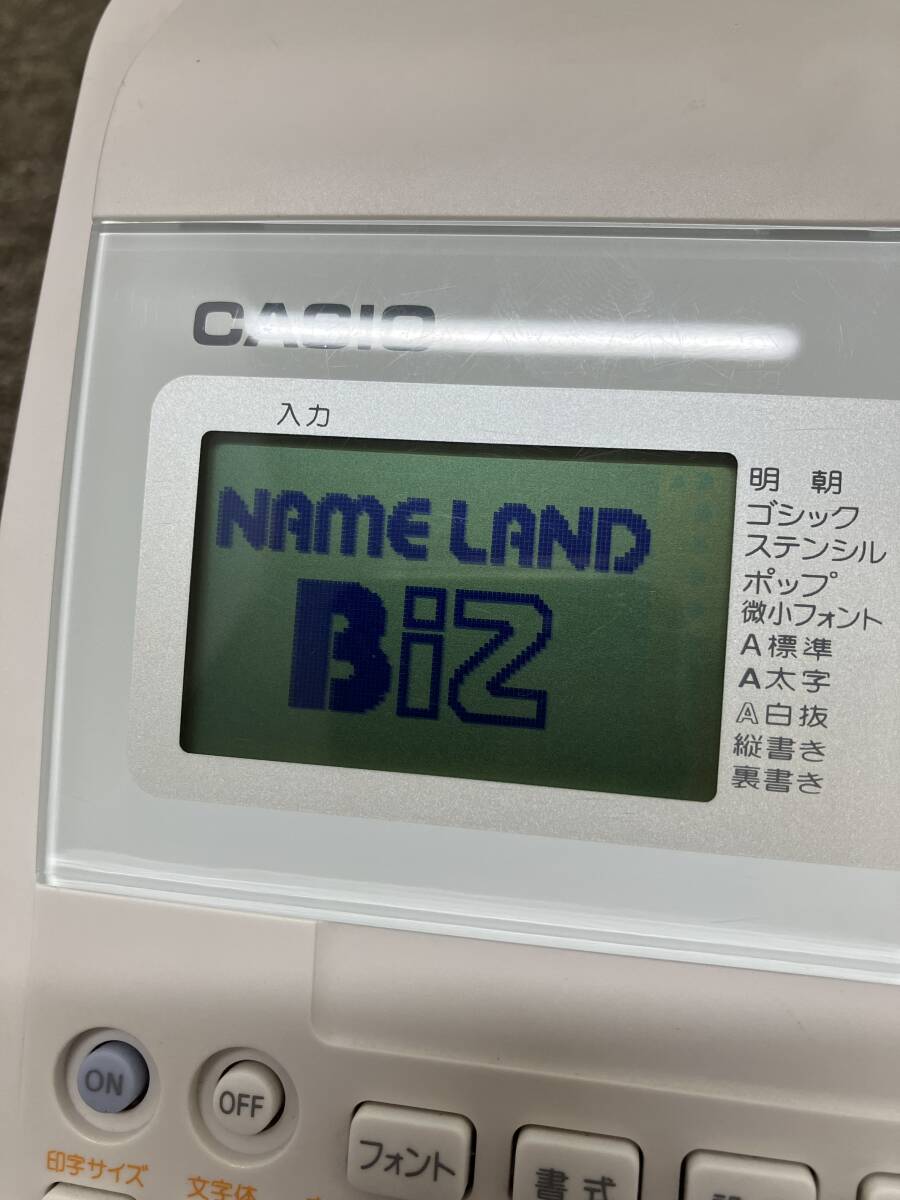 CASIO
入力
NAME LAND
Biz
明 朝
ゴシック
ステンシル
ポップ
微小フォント
A標準
A太字
A白抜
縦書き
裏書き
ON
OFF
フォント
書式
印字サイズ
文字体